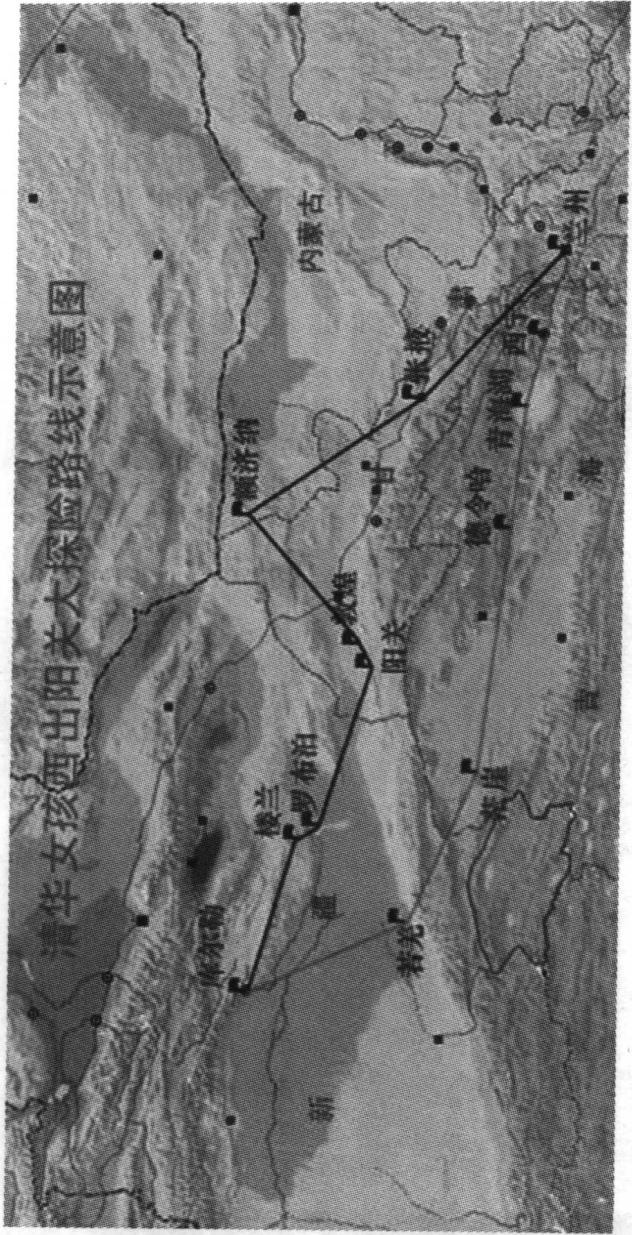 清华女孩西出阳关大探险路线示意图
库尔勒
楼兰
罗布泊
额济纳
内蒙古
新 疆
敦煌
阳关
甘 肃
张掖
若羌
茫崖
德令哈
青海湖
西宁
兰州
青 海